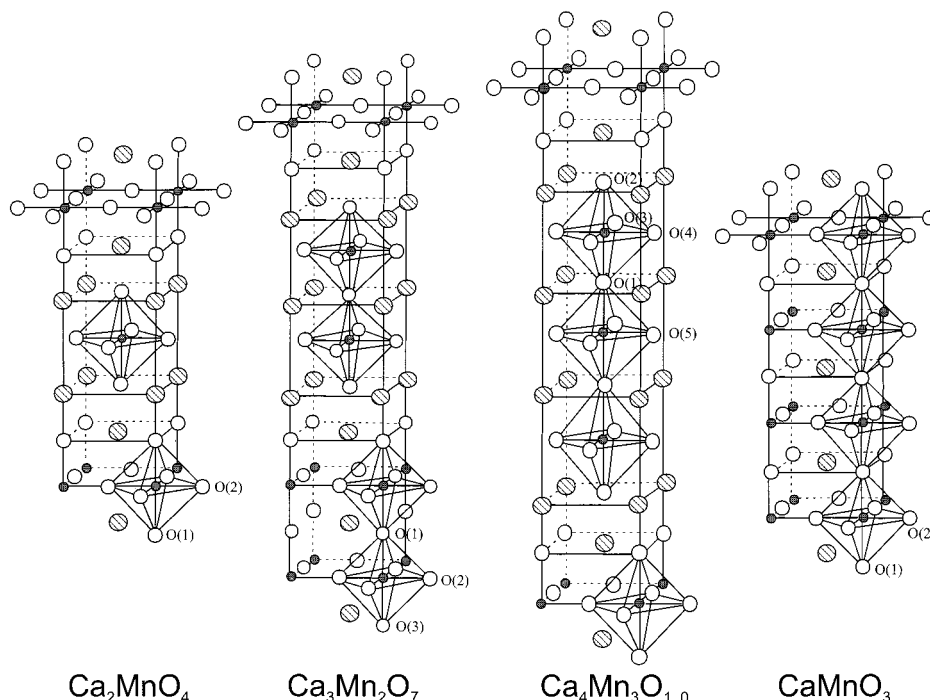 O(2)
O(3)
O(4)
O(1)
O(5)
O(2)
O(1)
O(1)
O(2)
O(3)
O(2
O(1)
Ca₂MnO₄
Ca₃Mn₂O₇
Ca₄Mn₃O₁₀
CaMnO₃